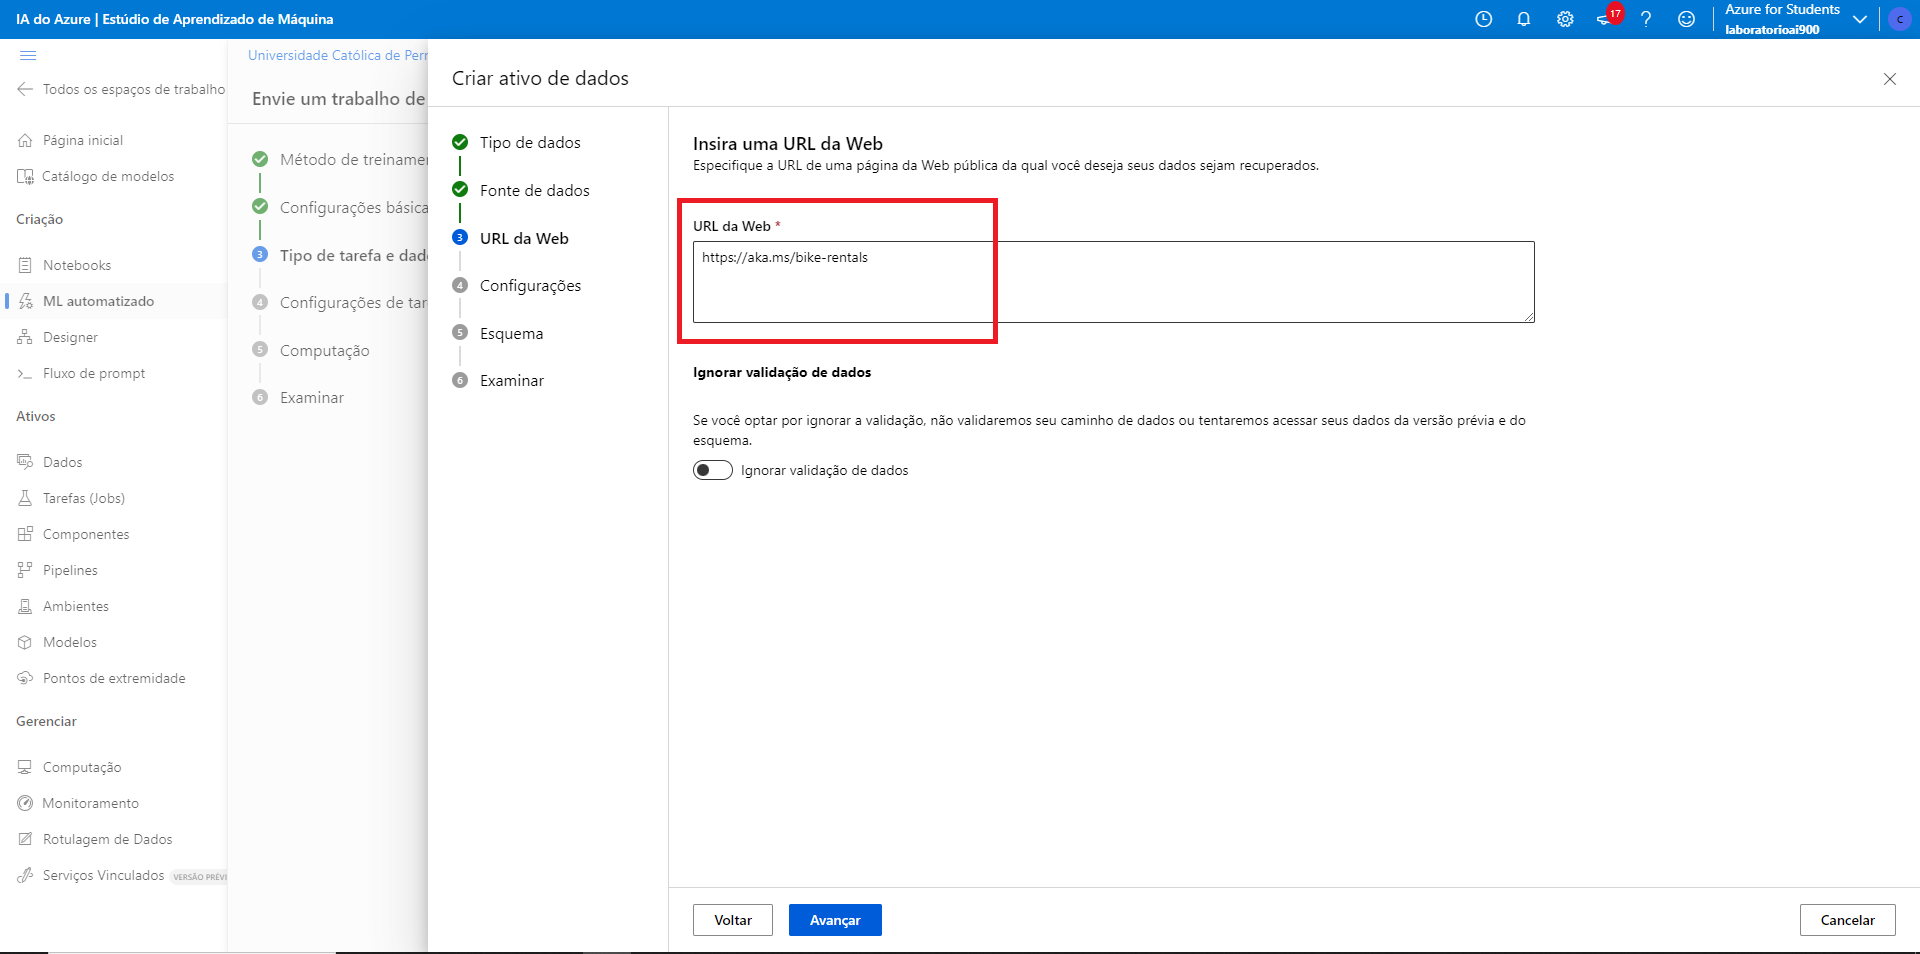 IA do Azure | Estúdio de Aprendizado de Máquina
17
Azure for Students
laboratorioai900
C
Todos os espaços de trabalho
Página inicial
Catálogo de modelos
Criação
Notebooks
ML automatizado
Designer
Fluxo de prompt
Ativos
Dados
Tarefas (Jobs)
Componentes
Pipelines
Ambientes
Modelos
Pontos de extremidade
Gerenciar
Computação
Monitoramento
Rotulagem de Dados
Serviços Vinculados VERSÃO PRÉVI
Universidade Católica de Perr
Envie um trabalho de
Método de treinamer
Configurações básica
3 Tipo de tarefa e dad
4 Configurações de tar
5 Computação
6 Examinar
Criar ativo de dados
Tipo de dados
Fonte de dados
3 URL da Web
4 Configurações
5 Esquema
6 Examinar
Insira uma URL da Web
Especifique a URL de uma página da Web pública da qual você deseja seus dados sejam recuperados.
URL da Web *
https://aka.ms/bike-rentals
Ignorar validação de dados
Se você optar por ignorar a validação, não validaremos seu caminho de dados ou tentaremos acessar seus dados da versão prévia e do
esquema.
Ignorar validação de dados
Voltar
Avançar
Cancelar